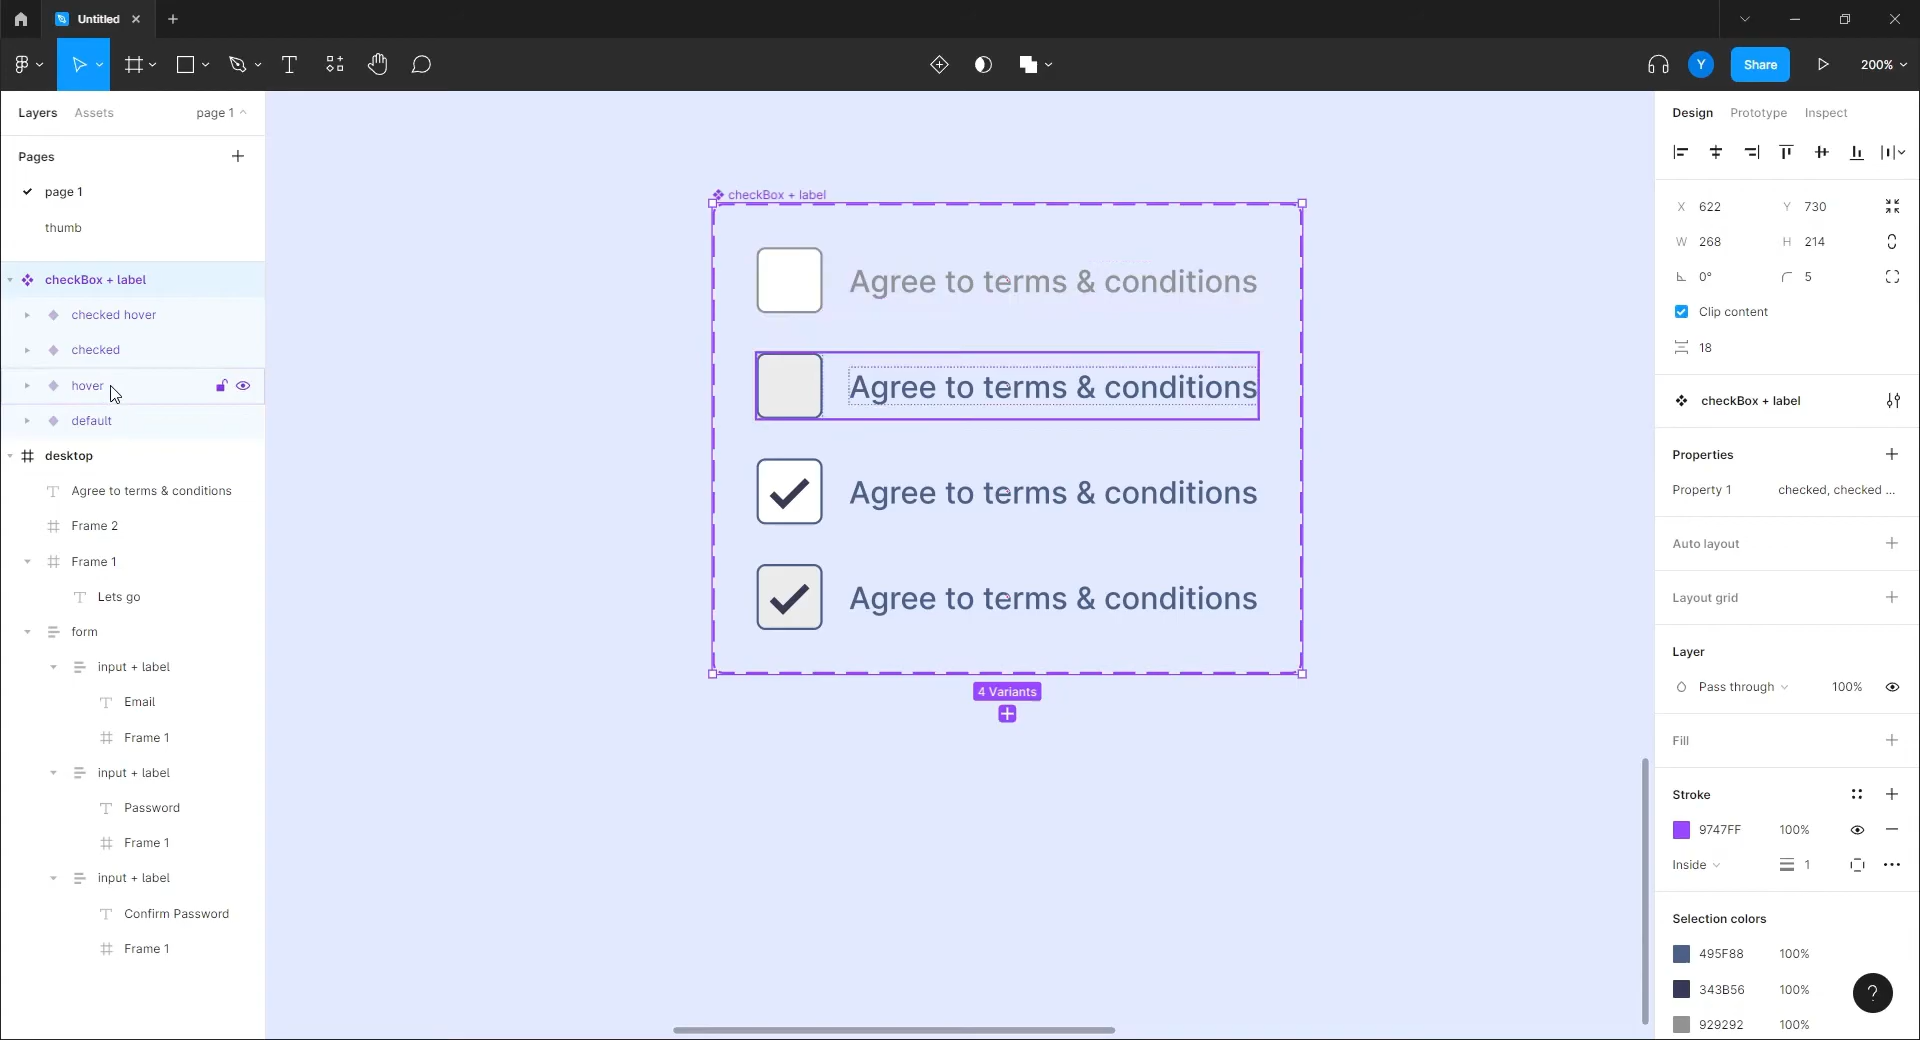 Untitled
Y
Share
200%
Layers
Assets
page 1
Pages
page 1
thumb
checkBox + label
checked hover
checked
hover
default
desktop
Agree to terms & conditions
Frame 2
Frame 1
Lets go
form
input + label
Email
Frame 1
input + label
Password
Frame 1
input + label
Confirm Password
Frame 1
checkBox + label
Agree to terms & conditions
Agree to terms & conditions
Agree to terms & conditions
Agree to terms & conditions
4 Variants
Design Prototype Inspect
X 622 Y 730
W 268 H 214
0° 5
Clip content
18
checkBox + label
Properties
Property 1 checked, checked ...
Auto layout
Layout grid
Layer
Pass through 100%
Fill
Stroke
9747FF 100%
Inside 1
Selection colors
495F88 100%
343B56 100%
929292 100%
?